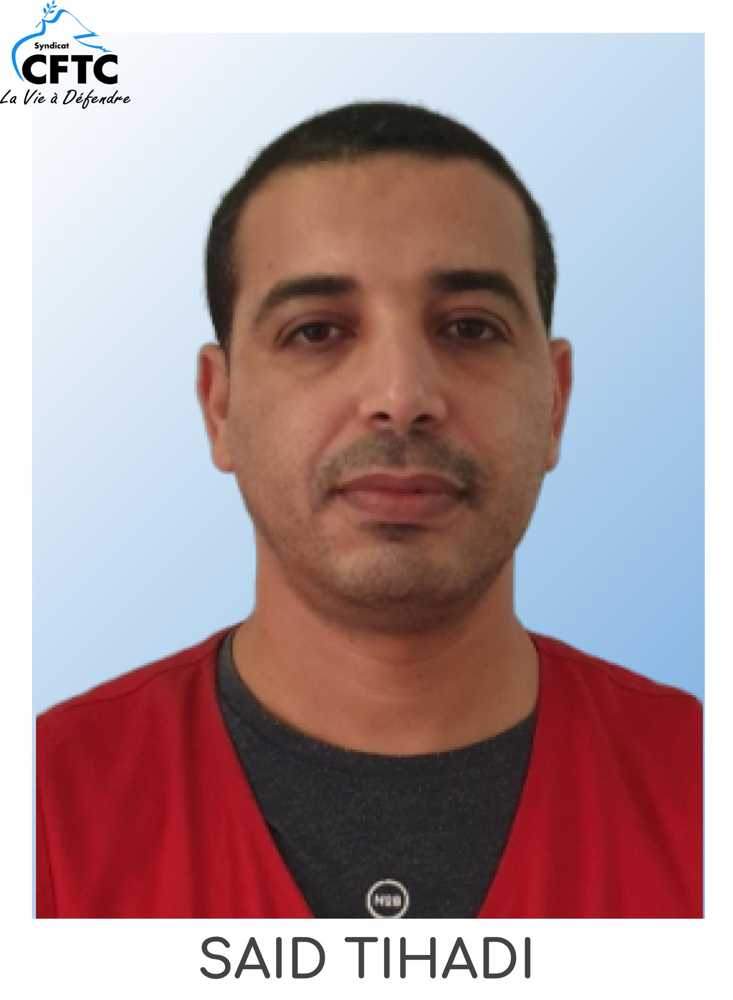 Syndicat
CFTC
La Vie à Défendre
SAID TIHADI